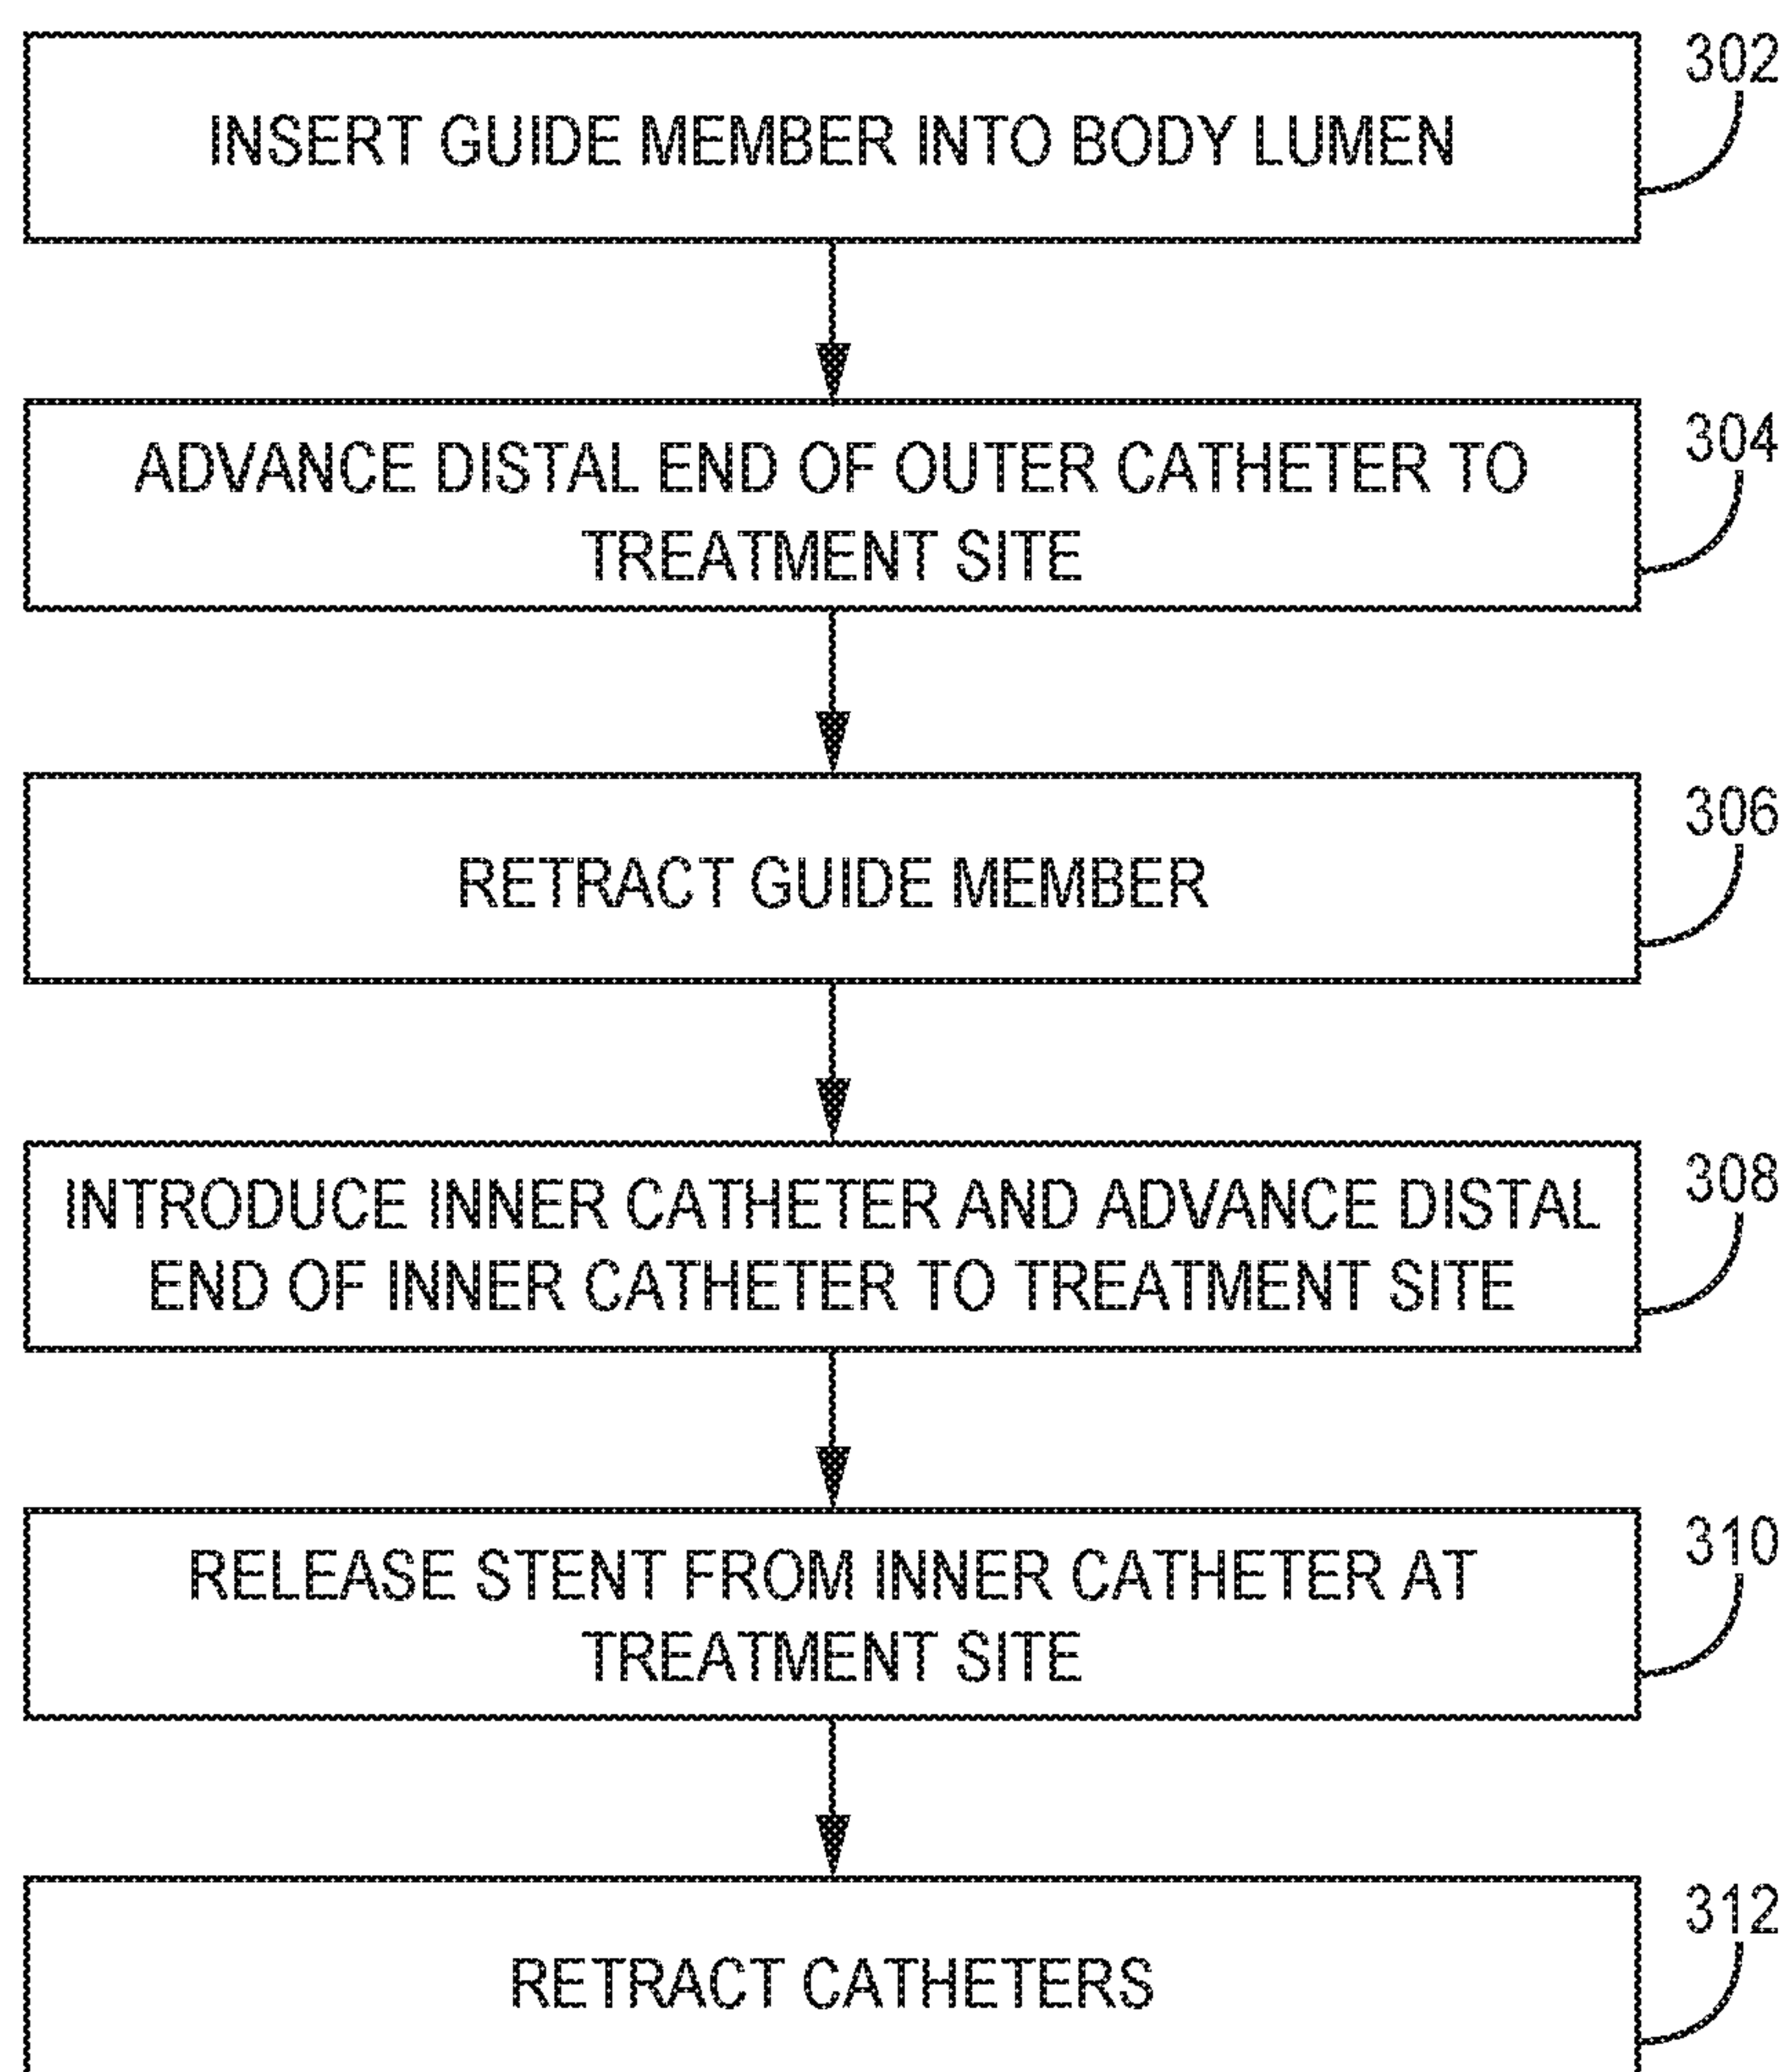 302
INSERT GUIDE MEMBER INTO BODY LUMEN
304
ADVANCE DISTAL END OF OUTER CATHETER TO
TREATMENT SITE
306
RETRACT GUIDE MEMBER
308
INTRODUCE INNER CATHETER AND ADVANCE DISTAL
END OF INNER CATHETER TO TREATMENT SITE
310
RELEASE STENT FROM INNER CATHETER AT
TREATMENT SITE
312
RETRACT CATHETERS